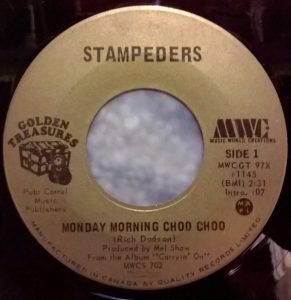 STAMPEDERS
GOLDEN
TREASURES
MWC
MUSIC WORLD CREATIONS
SIDE 1
MWCGT 97X
#1145
(BMI) 2:31
Intro. :07
Pub: Corral
Music
Publishers
MONDAY MORNING CHOO CHOO
(Rich Dodson)
Produced by Mel Shaw
From the Album "Carryin' On"
MWCS 702
MANUFACTURED IN CANADA BY QUALITY RECORDS LIMITED